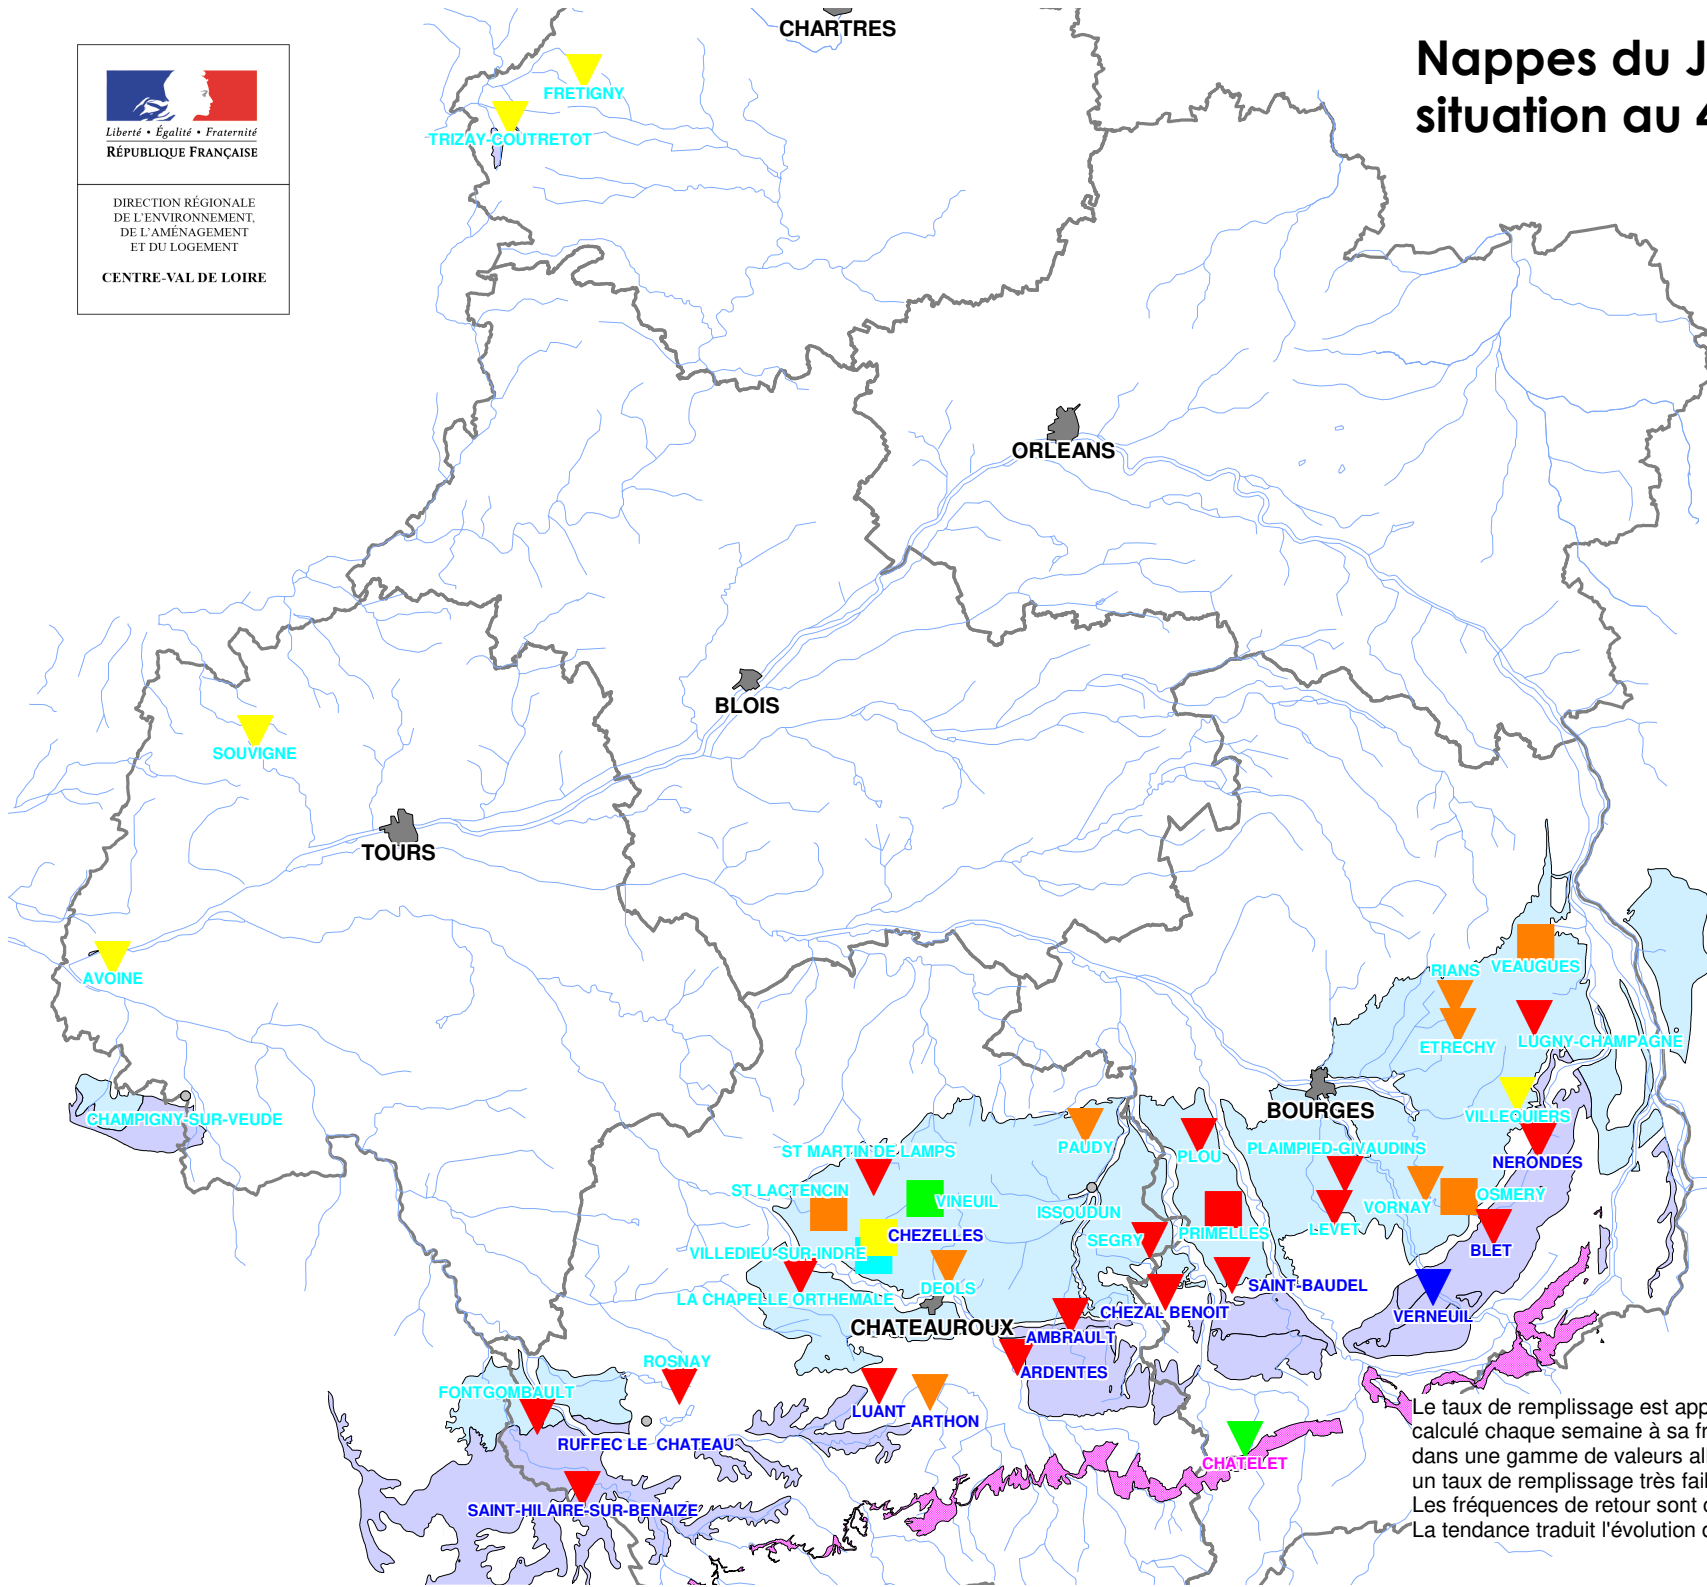 CHARTRES
Nappes du J
situation au 4
Liberté • Égalité • Fraternité
RÉPUBLIQUE FRANÇAISE
DIRECTION RÉGIONALE
DE L'ENVIRONNEMENT,
DE L'AMÉNAGEMENT
ET DU LOGEMENT
CENTRE-VAL DE LOIRE
FRETIGNY
TRIZAY-COUTRETOT
ORLEANS
BLOIS
SOUVIGNE
TOURS
AVOINE
RIANS
VEAUGUES
ETRECHY
LUGNY-CHAMPAGNE
CHAMPIGNY-SUR-VEUDE
BOURGES
VILLEQUIERS
PAUDY
PLOU
PLAIMPIED-GIVAUDINS
NERONDES
ST MARTIN DE LAMPS
ST LACTENCIN
VINEUIL
ISSOUDUN
VORNAY
OSMERY
CHEZELLES
SEGRY
PRIMELLES
LEVET
BLET
VILLEDIEU-SUR-INDRE
DEOLS
SAINT-BAUDEL
LA CHAPELLE ORTHEMALE
CHEZAL BENOIT
VERNEUIL
CHATEAUROUX
AMBRAULT
ARDENTES
ROSNAY
FONTGOMBAULT
LUANT
ARTHON
RUFFEC LE CHATEAU
CHATELET
SAINT-HILAIRE-SUR-BENAIZE
Le taux de remplissage est app
calculé chaque semaine à sa fr
dans une gamme de valeurs all
un taux de remplissage très fail
Les fréquences de retour sont
La tendance traduit l'évolution